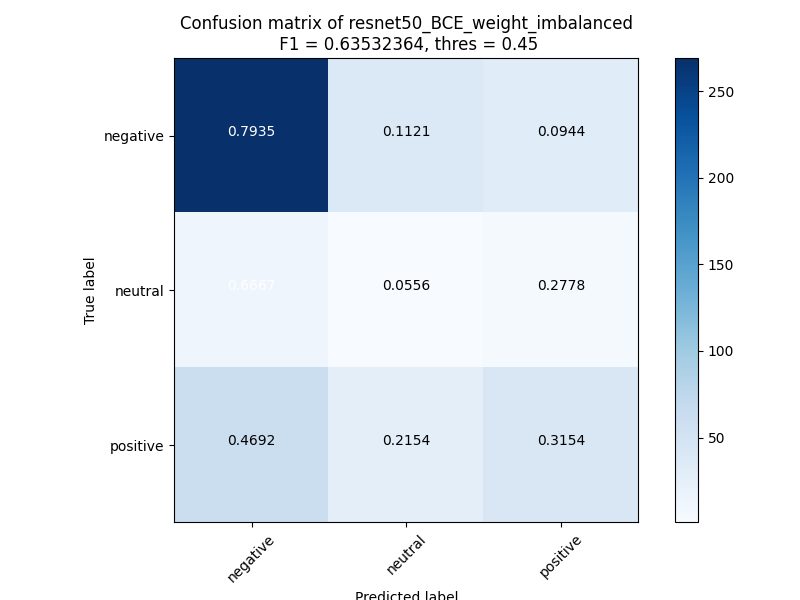 Confusion matrix of resnet50_BCE_weight_imbalanced
F1 = 0.63532364, thres = 0.45
negative 0.7935 0.1121 0.0944
neutral 0.6667 0.0556 0.2778
positive 0.4692 0.2154 0.3154
True label
negative neutral positive
Predicted label
250
200
150
100
50